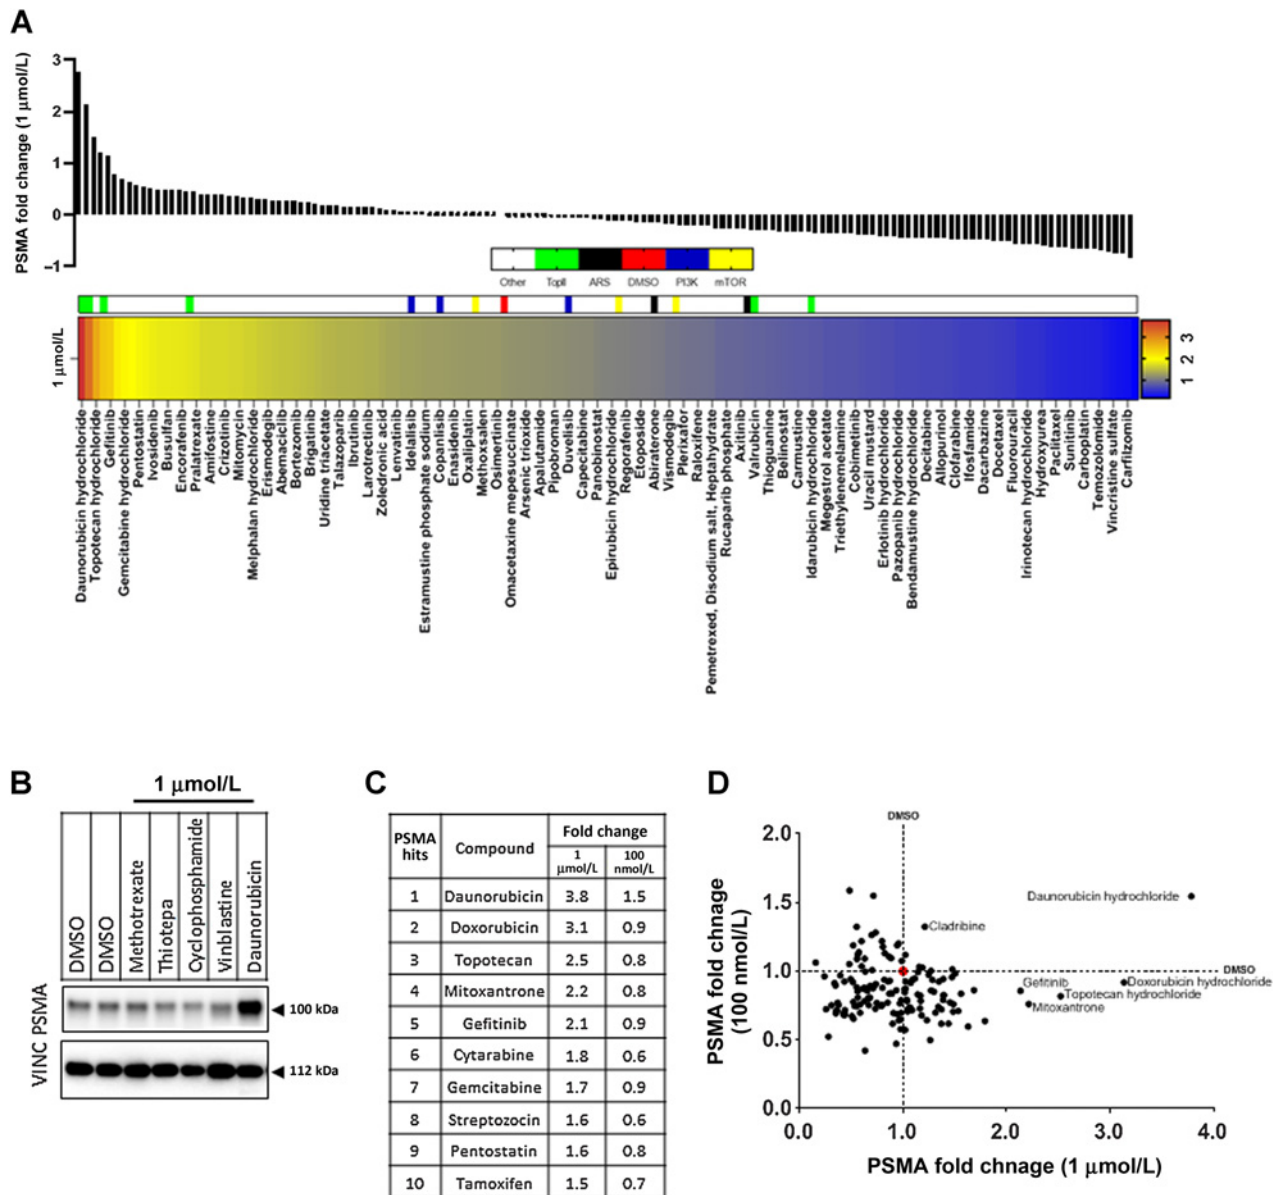 A
PSMA fold change (1 μmol/L)
3
2
1
0
–1
Other
TopII
ARS
DMSO
PI3K
mTOR
1 μmol/L
3
2
1
Daunorubicin hydrochloride
Topotecan hydrochloride
Gefitinib
Gemcitabine hydrochloride
Pentostatin
Ivosidenib
Busulfan
Encorafenib
Pralatrexate
Amifostine
Crizotinib
Mitomycin
Melphalan hydrochloride
Erismodegib
Abemaciclib
Bortezomib
Brigatinib
Uridine triacetate
Talazoparib
Ibrutinib
Larotrectinib
Zoledronic acid
Lenvatinib
Idelalisib
Estramustine phosphate sodium
Copanlisib
Enasidenib
Oxaliplatin
Methoxsalen
Osimertinib
Omacetaxine mepesuccinate
Arsenic trioxide
Apalutamide
Pipobroman
Duvelisib
Capecitabine
Panobinostat
Epirubicin hydrochloride
Regorafenib
Etoposide
Abiraterone
Vismodegib
Plerixafor
Raloxifene
Pemetrexed, Disodium salt, Heptahydrate
Rucaparib phosphate
Axitinib
Valrubicin
Thioguanine
Belinostat
Carmustine
Idarubicin hydrochloride
Megestrol acetate
Triethylenemelamine
Cobimetinib
Uracil mustard
Erlotinib hydrochloride
Pazopanib hydrochloride
Bendamustine hydrochloride
Decitabine
Allopurinol
Clofarabine
Ifosfamide
Dacarbazine
Docetaxel
Fluorouracil
Irinotecan hydrochloride
Hydroxyurea
Paclitaxel
Sunitinib
Carboplatin
Temozolomide
Vincristine sulfate
Carfilzomib
B
1 μmol/L
DMSO
DMSO
Methotrexate
Thiotepa
Cyclophosphamide
Vinblastine
Daunorubicin
PSMA
100 kDa
VINC
112 kDa
C
PSMA hits Compound Fold change
1 μmol/L 100 nmol/L
1 Daunorubicin 3.8 1.5
2 Doxorubicin 3.1 0.9
3 Topotecan 2.5 0.8
4 Mitoxantrone 2.2 0.8
5 Gefitinib 2.1 0.9
6 Cytarabine 1.8 0.6
7 Gemcitabine 1.7 0.9
8 Streptozocin 1.6 0.6
9 Pentostatin 1.6 0.8
10 Tamoxifen 1.5 0.7
D
DMSO
PSMA fold chnage
(100 nmol/L)
2.0
1.5
1.0
0.5
0.0
Daunorubicin hydrochloride
Cladribine
DMSO
Gefitinib
Doxorubicin hydrochloride
Topotecan hydrochloride
Mitoxantrone
0.0
1.0
2.0
3.0
4.0
PSMA fold chnage (1 μmol/L)